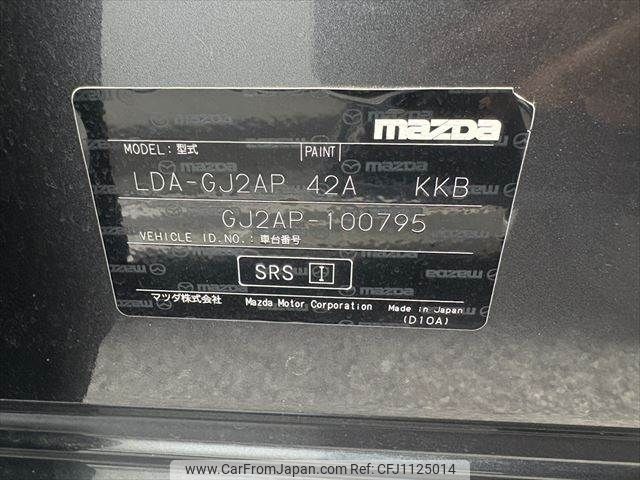 mazda
MODEL: 型式 PAINT
LDA-GJ2AP 42A KKB
GJ2AP-100795
VEHICLE ID.NO.: 車台番号
SRS I
マツダ株式会社 Mazda Motor Corporation Made in Japan
(D10A)
www.CarFromJapan.com - REF:CFJ1125014